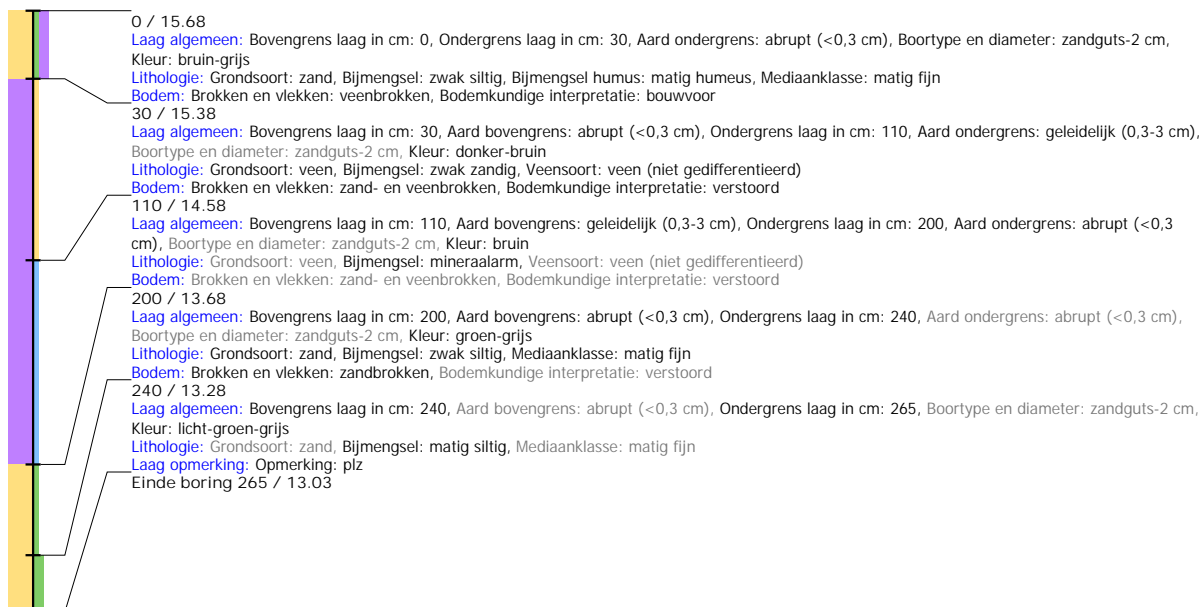 0 / 15.68
Laag algemeen: Bovengrens laag in cm: 0, Ondergrens laag in cm: 30, Aard ondergrens: abrupt (<0,3 cm), Boortype en diameter: zandguts-2 cm,
Kleur: bruin-grijs
Lithologie: Grondsoort: zand, Bijmengsel: zwak siltig, Bijmengsel humus: matig humeus, Mediaanklasse: matig fijn
Bodem: Brokken en vlekken: veenbrokken, Bodemkundige interpretatie: bouwvoor
30 / 15.38
Laag algemeen: Bovengrens laag in cm: 30, Aard bovengrens: abrupt (<0,3 cm), Ondergrens laag in cm: 110, Aard ondergrens: geleidelijk (0,3-3 cm),
Boortype en diameter: zandguts-2 cm, Kleur: donker-bruin
Lithologie: Grondsoort: veen, Bijmengsel: zwak zandig, Veensoort: veen (niet gedifferentieerd)
Bodem: Brokken en vlekken: zand- en veenbrokken, Bodemkundige interpretatie: verstoord
110 / 14.58
Laag algemeen: Bovengrens laag in cm: 110, Aard bovengrens: geleidelijk (0,3-3 cm), Ondergrens laag in cm: 200, Aard ondergrens: abrupt (<0,3
cm), Boortype en diameter: zandguts-2 cm, Kleur: bruin
Lithologie: Grondsoort: veen, Bijmengsel: mineraalarm, Veensoort: veen (niet gedifferentieerd)
Bodem: Brokken en vlekken: zand- en veenbrokken, Bodemkundige interpretatie: verstoord
200 / 13.68
Laag algemeen: Bovengrens laag in cm: 200, Aard bovengrens: abrupt (<0,3 cm), Ondergrens laag in cm: 240, Aard ondergrens: abrupt (<0,3 cm),
Boortype en diameter: zandguts-2 cm, Kleur: groen-grijs
Lithologie: Grondsoort: zand, Bijmengsel: zwak siltig, Mediaanklasse: matig fijn
Bodem: Brokken en vlekken: zandbrokken, Bodemkundige interpretatie: verstoord
240 / 13.28
Laag algemeen: Bovengrens laag in cm: 240, Aard bovengrens: abrupt (<0,3 cm), Ondergrens laag in cm: 265, Boortype en diameter: zandguts-2 cm,
Kleur: licht-groen-grijs
Lithologie: Grondsoort: zand, Bijmengsel: matig siltig, Mediaanklasse: matig fijn
Laag opmerking: Opmerking: plz
Einde boring 265 / 13.03